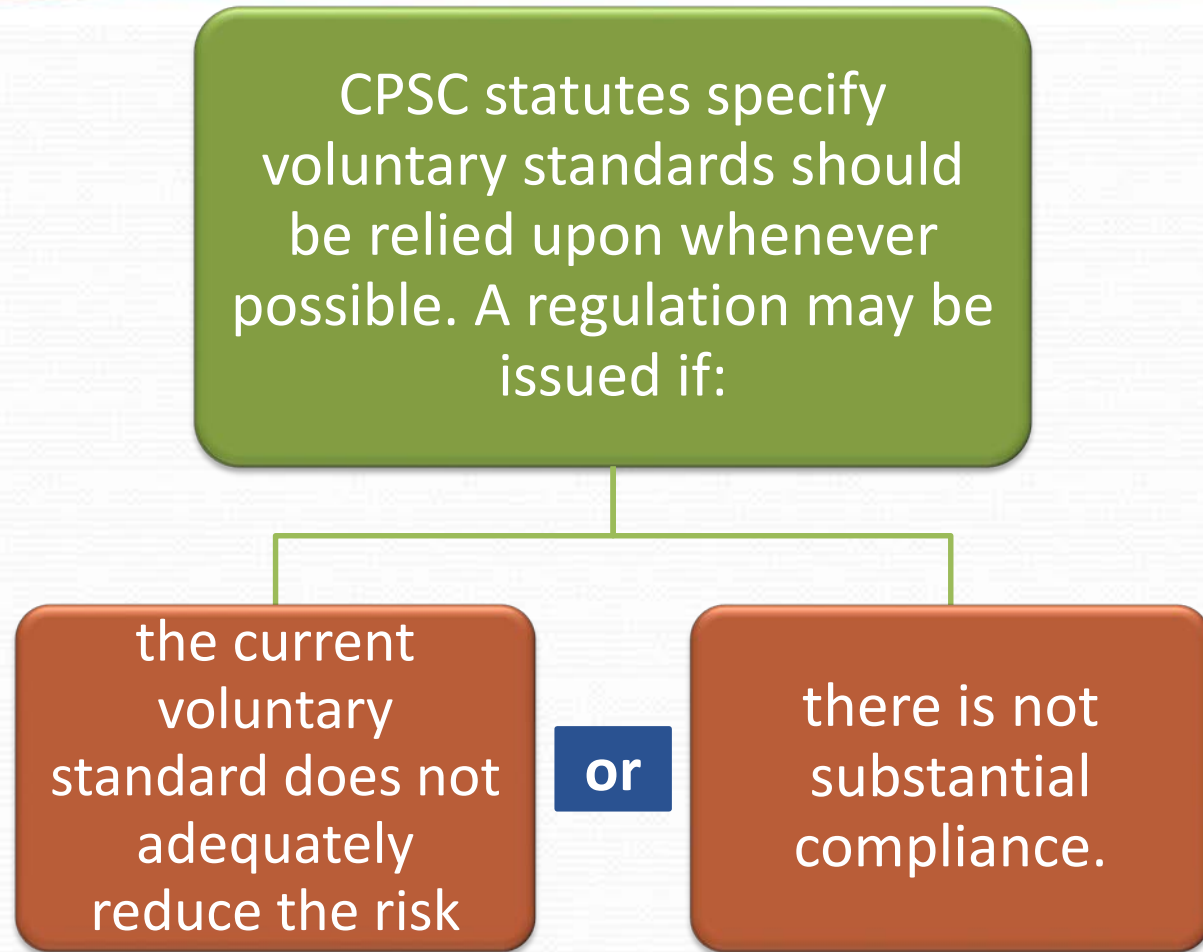 CPSC statutes specify
voluntary standards should
be relied upon whenever
possible. A regulation may be
issued if:
the current
voluntary
standard does not
adequately
reduce the risk
or
there is not
substantial
compliance.